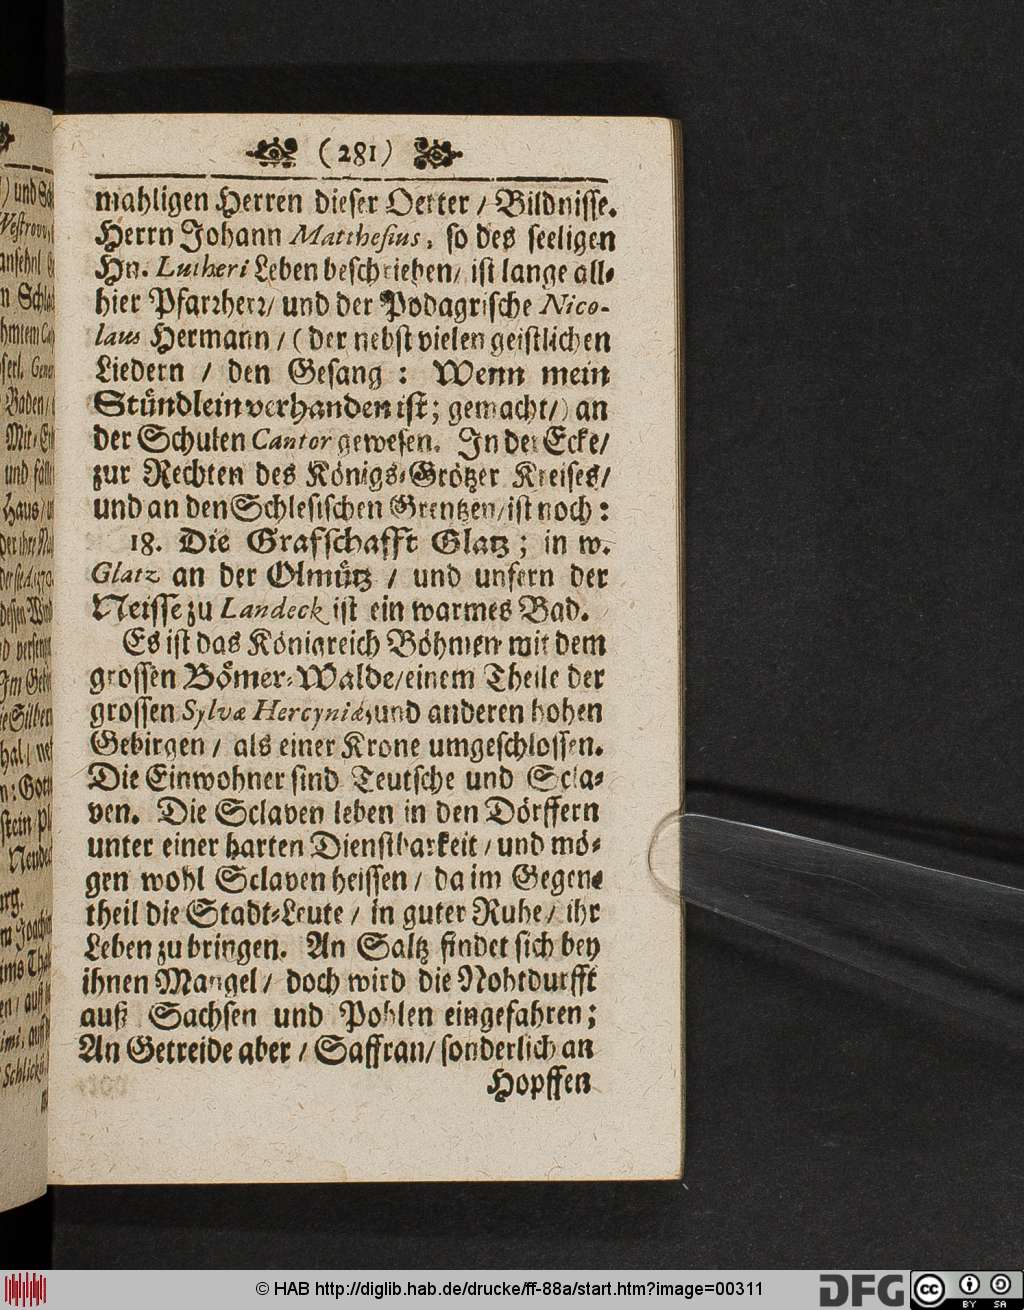 (281)
mahligen Herren dieser Oerter / Bildnisse.
Herrn Johann Matthesius, so des seeligen
Hn. Lutheri Leben beschrieben / ist lange all-
hier Pfarrherr / und der Podagrische Nico-
laus Hermann / ( der nebst vielen geistlichen
Liedern / den Gesang : Wenn mein
Stündlein verhanden ist; gemacht /) an
der Schulen Cantor gewesen. In der Ecke /
zur Rechten des Königs-Grötzer Kreises /
und an den Schlesischen Grentzen / ist noch :
18. Die Grafschafft Glatz ; in w.
Glatz an der Olmütz / und unfern der
Neisse zu Landeck ist ein warmes Bad.
Es ist das Königreich Böhmen mit dem
grossen Bömer-Walde / einem Theile der
grossen Sylvæ Hercyniæ, und anderen hohen
Gebirgen / als einer Krone umgeschlossen.
Die Einwohner sind Teutsche und Scla-
ven. Die Sclaven leben in den Dörffern
unter einer harten Dienstbarkeit / und mö-
gen wohl Sclaven heissen / da im Gegen-
theil die Stadt-Leute / in guter Ruhe / ihr
Leben zu bringen. An Saltz findet sich bey
ihnen Mangel / doch wird die Nohtdurfft
auß Sachsen und Pohlen eingefahren ;
An Getreide aber / Saffran / sonderlich an
Hopffen
© HAB http://diglib.hab.de/drucke/ff-88a/start.htm?image=00311
DFG
cc
BY SA